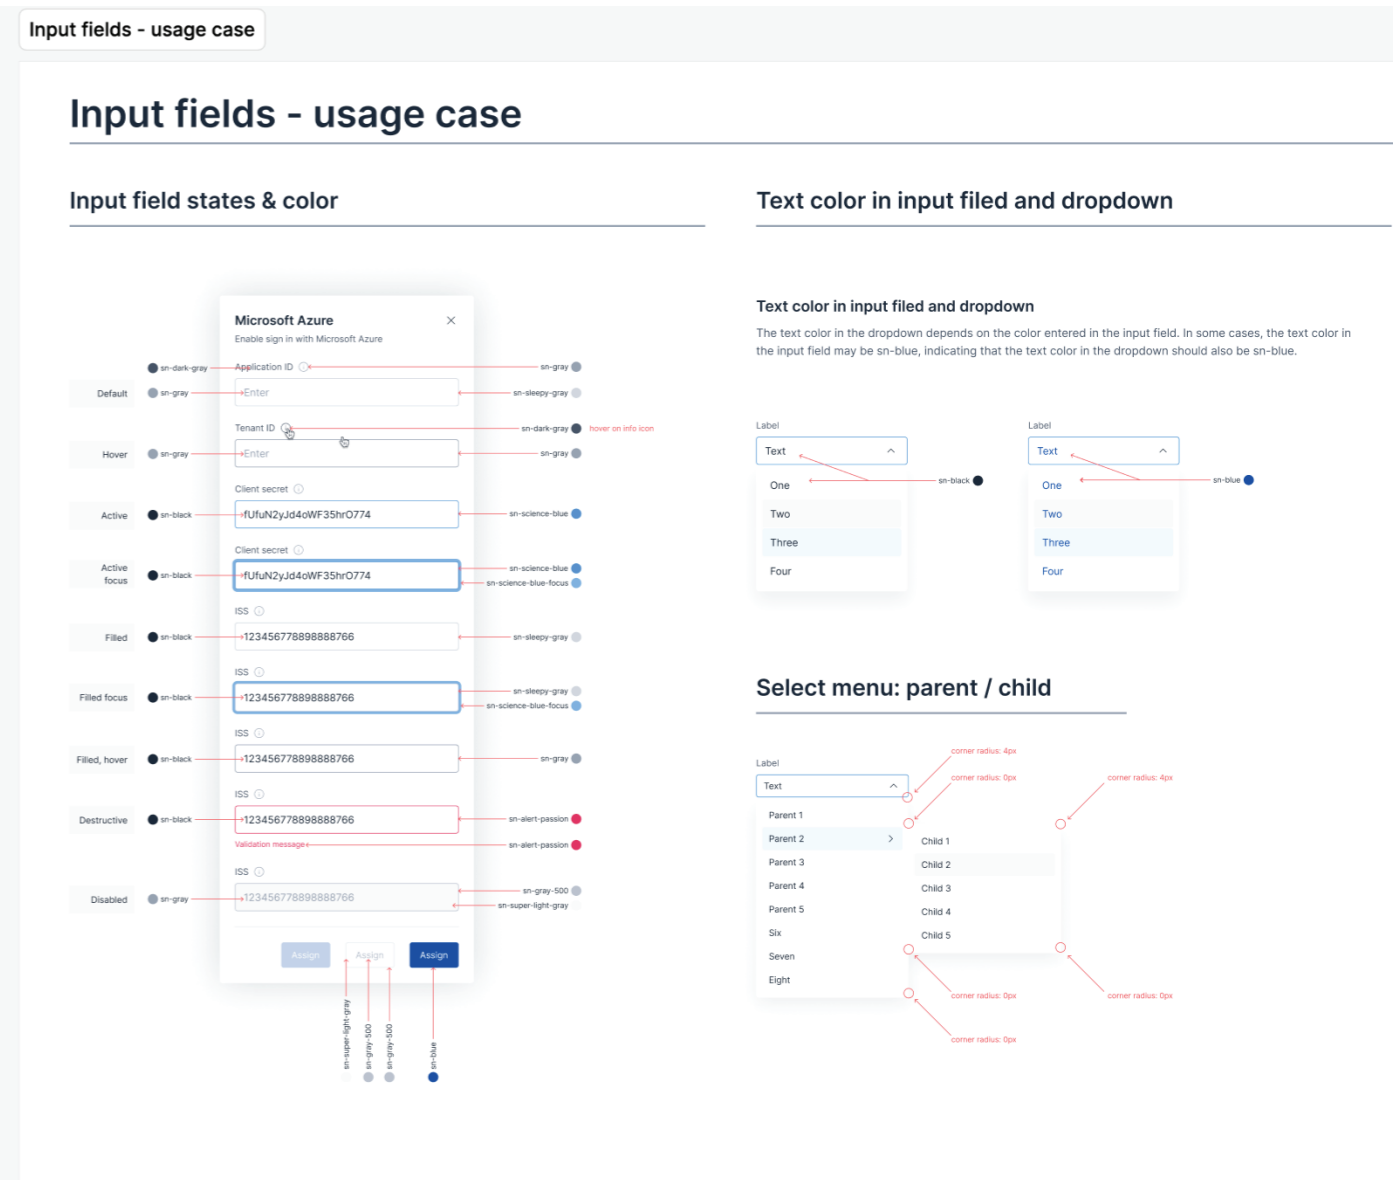 Input fields - usage case
Input fields - usage case
Input field states & color
Microsoft Azure
Enable sign in with Microsoft Azure
sn-dark-gray
Application ID
sn-gray
Default
sn-gray
Enter
sn-sleepy-gray
Tenant ID
sn-dark-gray
hover on info icon
Hover
sn-gray
Enter
sn-gray
Client secret
Active
sn-black
fUfuN2yJd4oWF35hrO774
sn-science-blue
Client secret
Active
focus
sn-black
fUfuN2yJd4oWF35hrO774
sn-science-blue
sn-science-blue-focus
ISS
Filled
sn-black
123456778898888766
sn-sleepy-gray
ISS
Filled focus
sn-black
123456778898888766
sn-sleepy-gray
sn-science-blue-focus
ISS
Filled, hover
sn-black
123456778898888766
sn-gray
ISS
Destructive
sn-black
123456778898888766
sn-alert-passion
Validation message
sn-alert-passion
ISS
Disabled
sn-gray
123456778898888766
sn-gray-500
sn-super-light-gray
Assign
Assign
Assign
sn-super-light-gray
sn-gray-500
sn-gray-500
sn-blue
Text color in input filed and dropdown
Text color in input filed and dropdown
The text color in the dropdown depends on the color entered in the input field. In some cases, the text color in
the input field may be sn-blue, indicating that the text color in the dropdown should also be sn-blue.
Label
Text
One
sn-black
Two
Three
Four
Label
Text
One
sn-blue
Two
Three
Four
Select menu: parent / child
corner radius: 4px
Label
corner radius: 0px
corner radius: 4px
Text
Parent 1
Parent 2
Parent 3
Parent 4
Parent 5
Six
Seven
Eight
Child 1
Child 2
Child 3
Child 4
Child 5
corner radius: 0px
corner radius: 0px
corner radius: 0px